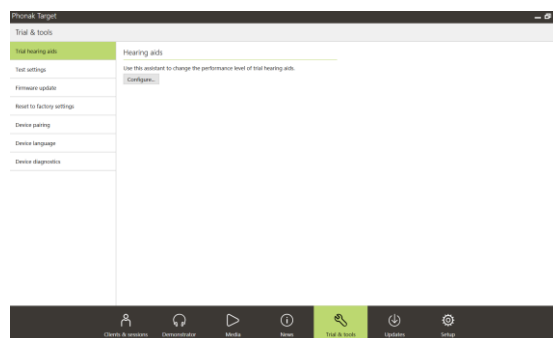 Phonak Target
Trial & tools
Trial hearing aids
Hearing aids
Test settings
Use this assistant to change the performance level of trial hearing aids.
Configure...
Firmware update
Reset to factory settings
Device pairing
Device language
Device diagnostics
Clients & sessions
Demonstrator
Media
News
Trial & tools
Updates
Setup